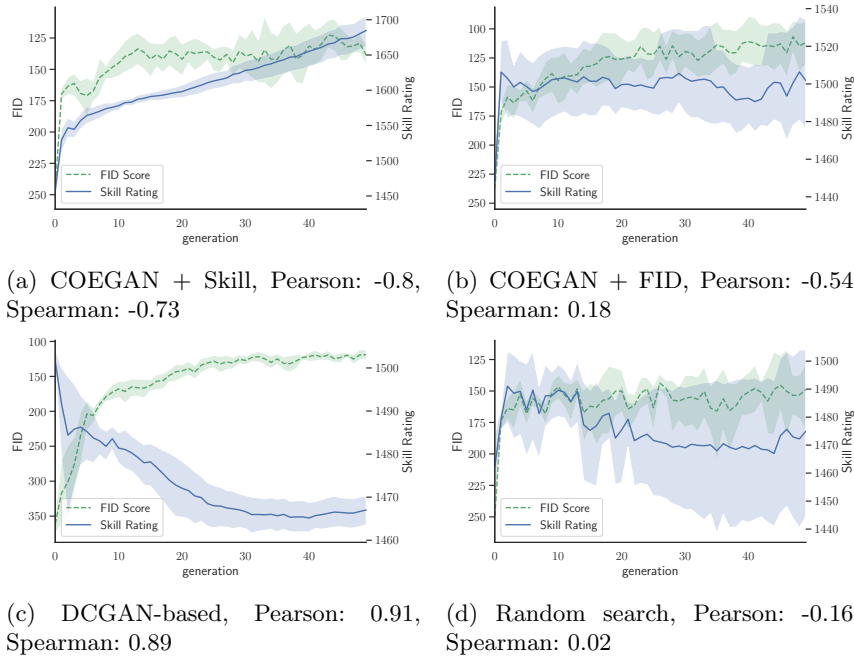 125
150
175
200
225
250
FID
1700
1650
1600
1550
1500
1450
Skill Rating
FID Score
Skill Rating
0 10 20 30 40
generation
(a) COEGAN + Skill, Pearson: -0.8,
Spearman: -0.73
100
125
150
175
200
225
250
FID
1540
1520
1500
1480
1460
1440
Skill Rating
FID Score
Skill Rating
0 10 20 30 40
generation
(b) COEGAN + FID, Pearson: -0.54
Spearman: 0.18
100
150
200
250
300
350
FID
1500
1490
1480
1470
1460
Skill Rating
FID Score
Skill Rating
0 10 20 30 40
generation
(c) DCGAN-based, Pearson: 0.91,
Spearman: 0.89
125
150
175
200
225
250
FID
1500
1490
1480
1470
1460
1450
1440
Skill Rating
FID Score
Skill Rating
0 10 20 30 40
generation
(d) Random search, Pearson: -0.16
Spearman: 0.02